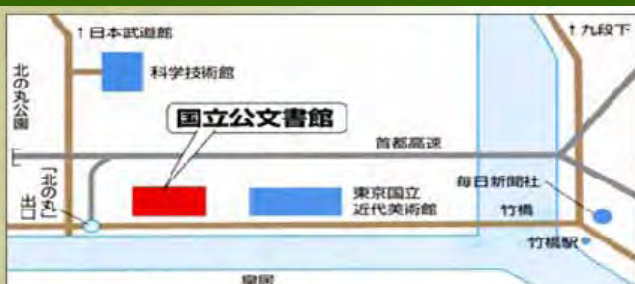 ↑日本武道館
↑九段下
北の丸公園
科学技術館
国立公文書館
首都高速
「北の丸」
出口
東京国立
近代美術館
毎日新聞社
竹橋
竹橋駅
皇居